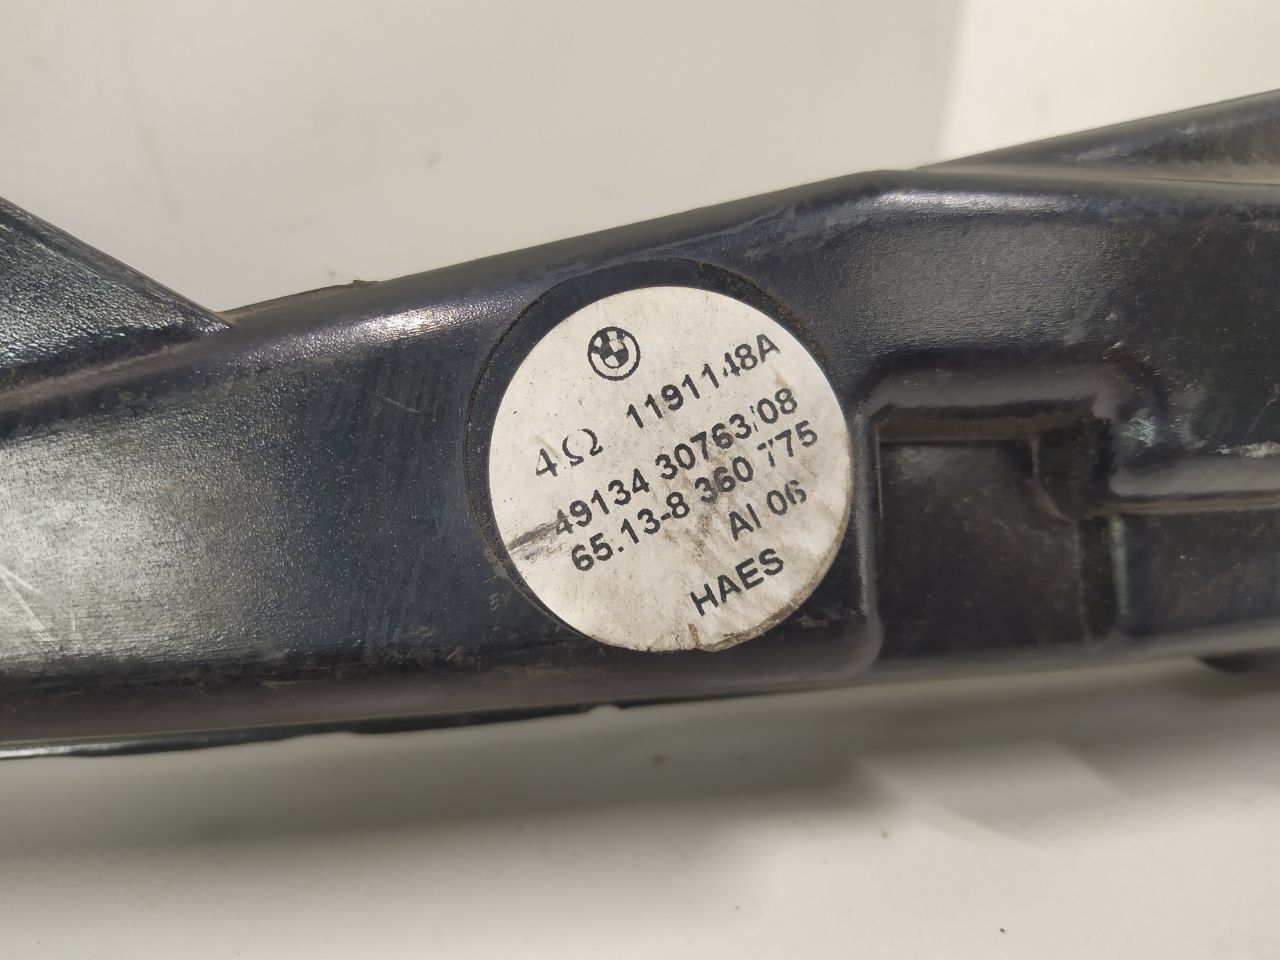 4Ω 1191148A
49134 30763/08
65.13-8 360 775
AI 06
HAES